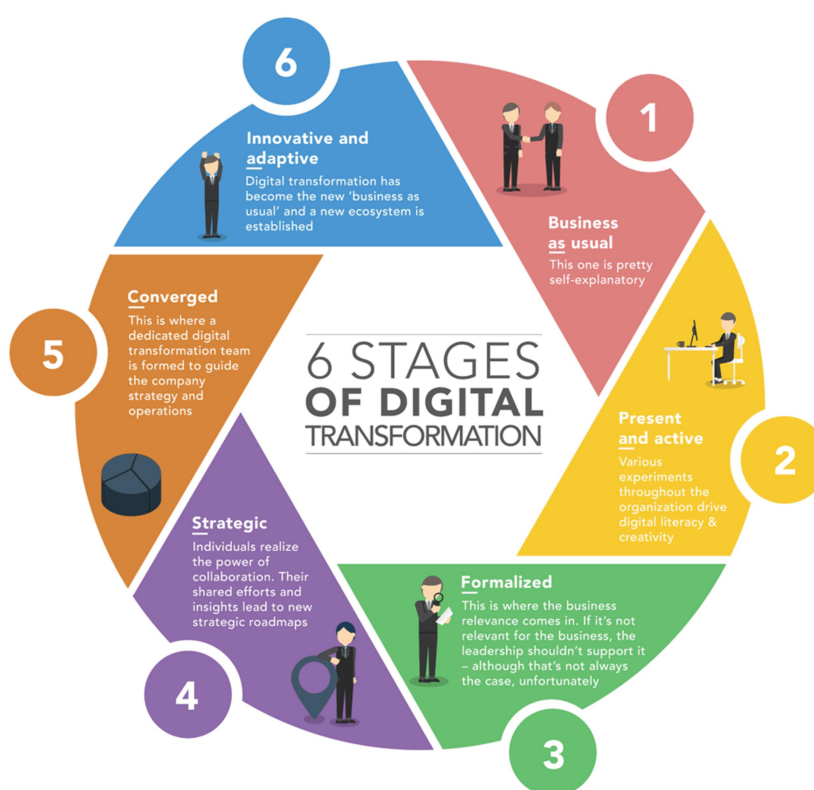 6 STAGES
OF DIGITAL
TRANSFORMATION
1
Business
as usual
This one is pretty
self-explanatory
2
Present
and active
Various
experiments
throughout the
organization drive
digital literacy &
creativity
3
Formalized
This is where the business
relevance comes in. If it's not
relevant for the business, the
leadership shouldn't support it
– although that's not always
the case, unfortunately
4
Strategic
Individuals realize
the power of
collaboration. Their
shared efforts and
insights lead to new
strategic roadmaps
5
Converged
This is where a
dedicated digital
transformation team
is formed to guide
the company
strategy and
operations
6
Innovative and
adaptive
Digital transformation has
become the new 'business as
usual' and a new ecosystem is
established